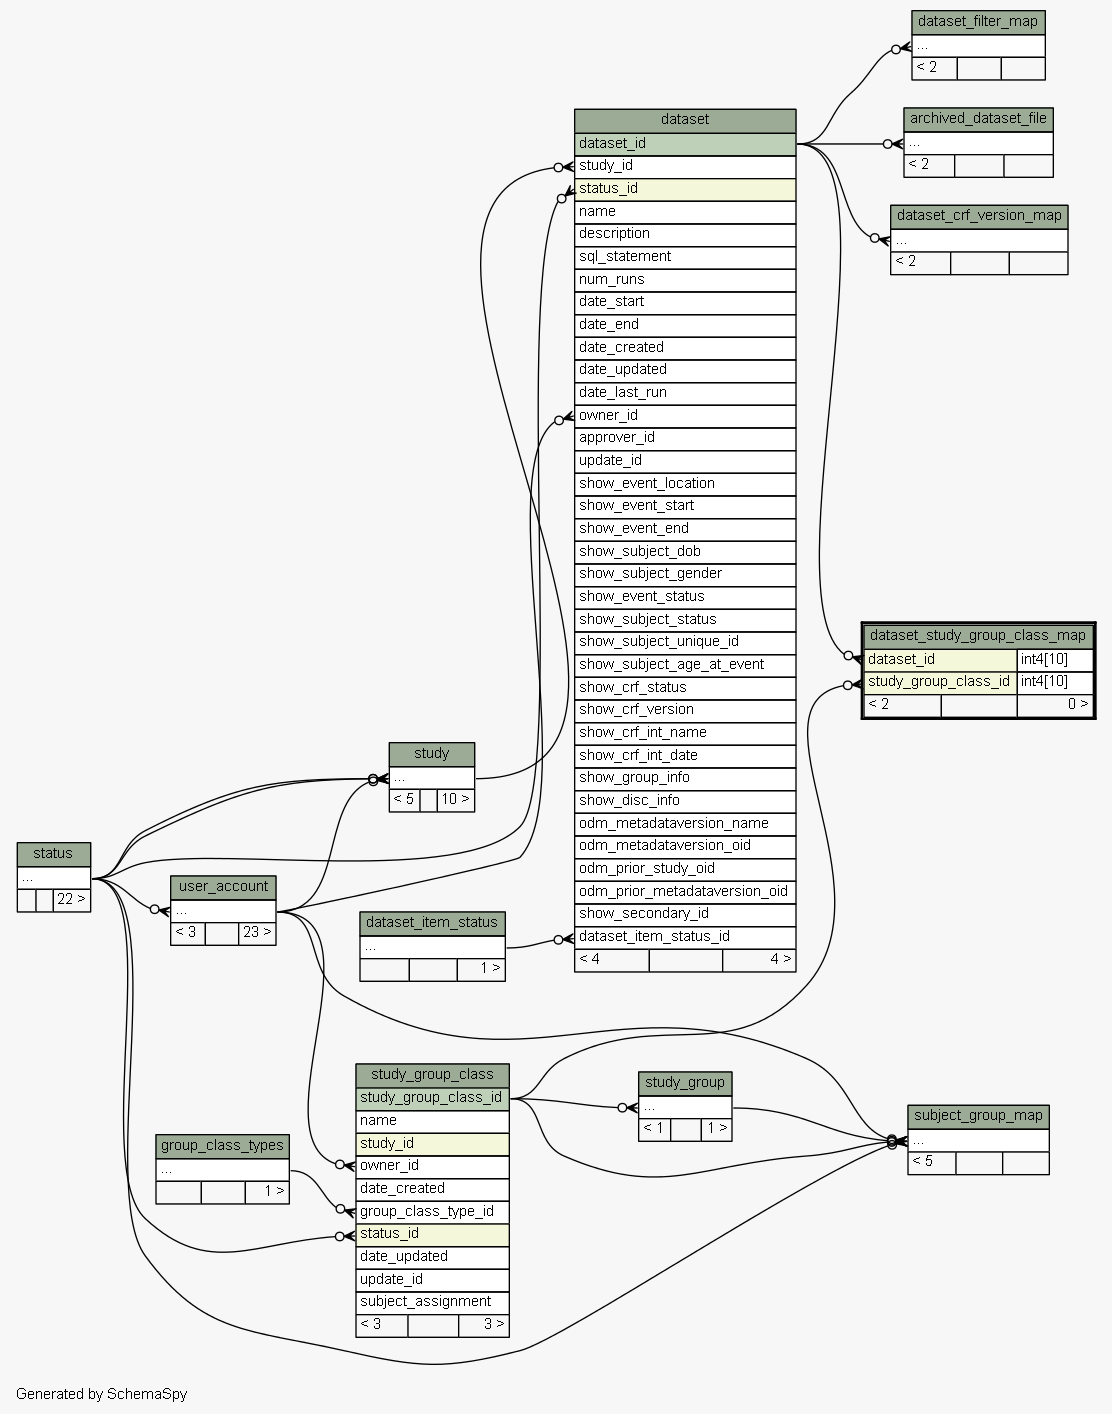 dataset_filter_map
...
< 2
archived_dataset_file
...
< 2
dataset_crf_version_map
...
< 2
dataset
dataset_id
study_id
status_id
name
description
sql_statement
num_runs
date_start
date_end
date_created
date_updated
date_last_run
owner_id
approver_id
update_id
show_event_location
show_event_start
show_event_end
show_subject_dob
show_subject_gender
show_event_status
show_subject_status
show_subject_unique_id
show_subject_age_at_event
show_crf_status
show_crf_version
show_crf_int_name
show_crf_int_date
show_group_info
show_disc_info
odm_metadataversion_name
odm_metadataversion_oid
odm_prior_study_oid
odm_prior_metadataversion_oid
show_secondary_id
dataset_item_status_id
< 4 4 >
dataset_study_group_class_map
dataset_id int4[10]
study_group_class_id int4[10]
< 2 0 >
study
...
< 5 10 >
status
...
22 >
user_account
...
< 3 23 >
dataset_item_status
...
1 >
study_group_class
study_group_class_id
name
study_id
owner_id
date_created
group_class_type_id
status_id
date_updated
update_id
subject_assignment
< 3 3 >
study_group
...
< 1 1 >
subject_group_map
...
< 5
group_class_types
...
1 >
Generated by SchemaSpy